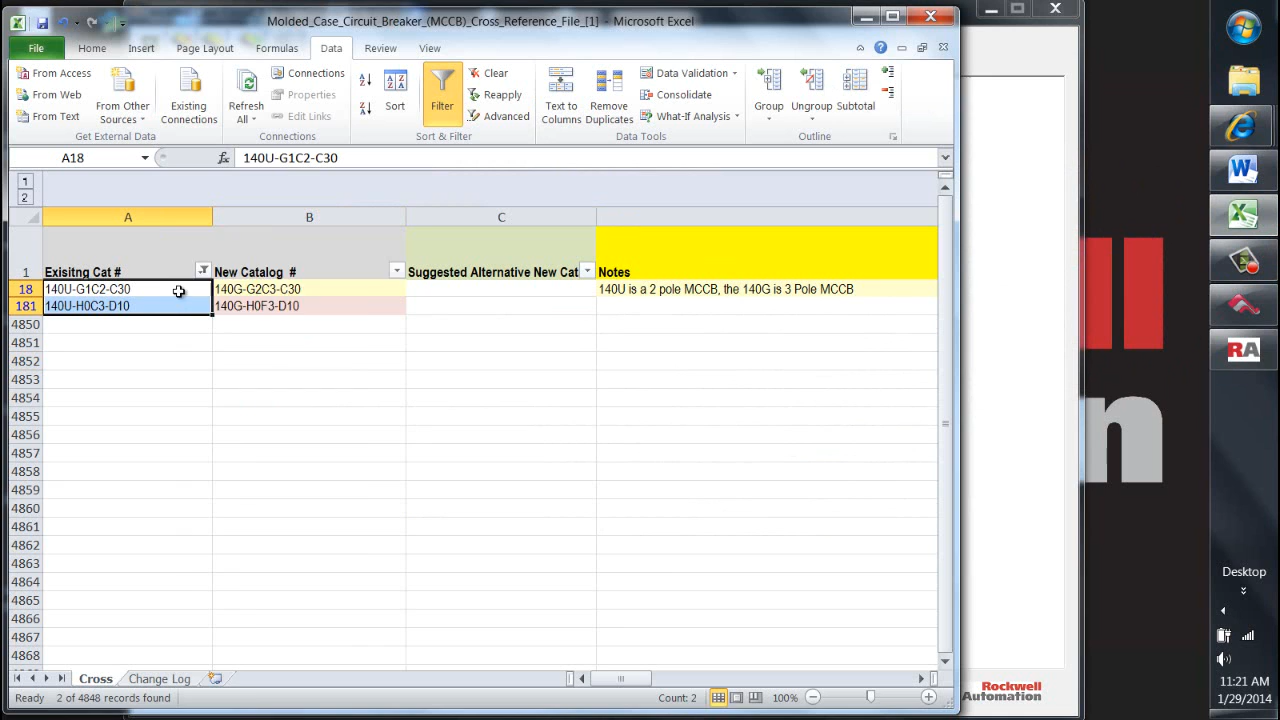 Molded_Case_Circuit_Breaker_(MCCB)_Cross_Reference_File_[1] - Microsoft Excel
File Home Insert Page Layout Formulas Data Review View
From Access
From Web
From Text
From Other Sources
Existing Connections
Get External Data
Refresh All
Connections
Properties
Edit Links
Connections
Sort
Filter
Clear
Reapply
Advanced
Sort & Filter
Text to Columns
Remove Duplicates
Data Validation
Consolidate
What-If Analysis
Data Tools
Group
Ungroup
Subtotal
Outline
A18 fx 140U-G1C2-C30
1
2
A B C
1 Exisitng Cat # New Catalog # Suggested Alternative New Cat Notes
18 140U-G1C2-C30 140G-G2C3-C30 140U is a 2 pole MCCB, the 140G is 3 Pole MCCB
181 140U-H0C3-D10 140G-H0F3-D10
4850
4851
4852
4853
4854
4855
4856
4857
4858
4859
4860
4861
4862
4863
4864
4865
4866
4867
4868
Cross Change Log
Ready 2 of 4848 records found Count: 2 100%
Rockwell
Automation
ll
n
W
RA
Desktop
11:21 AM
1/29/2014